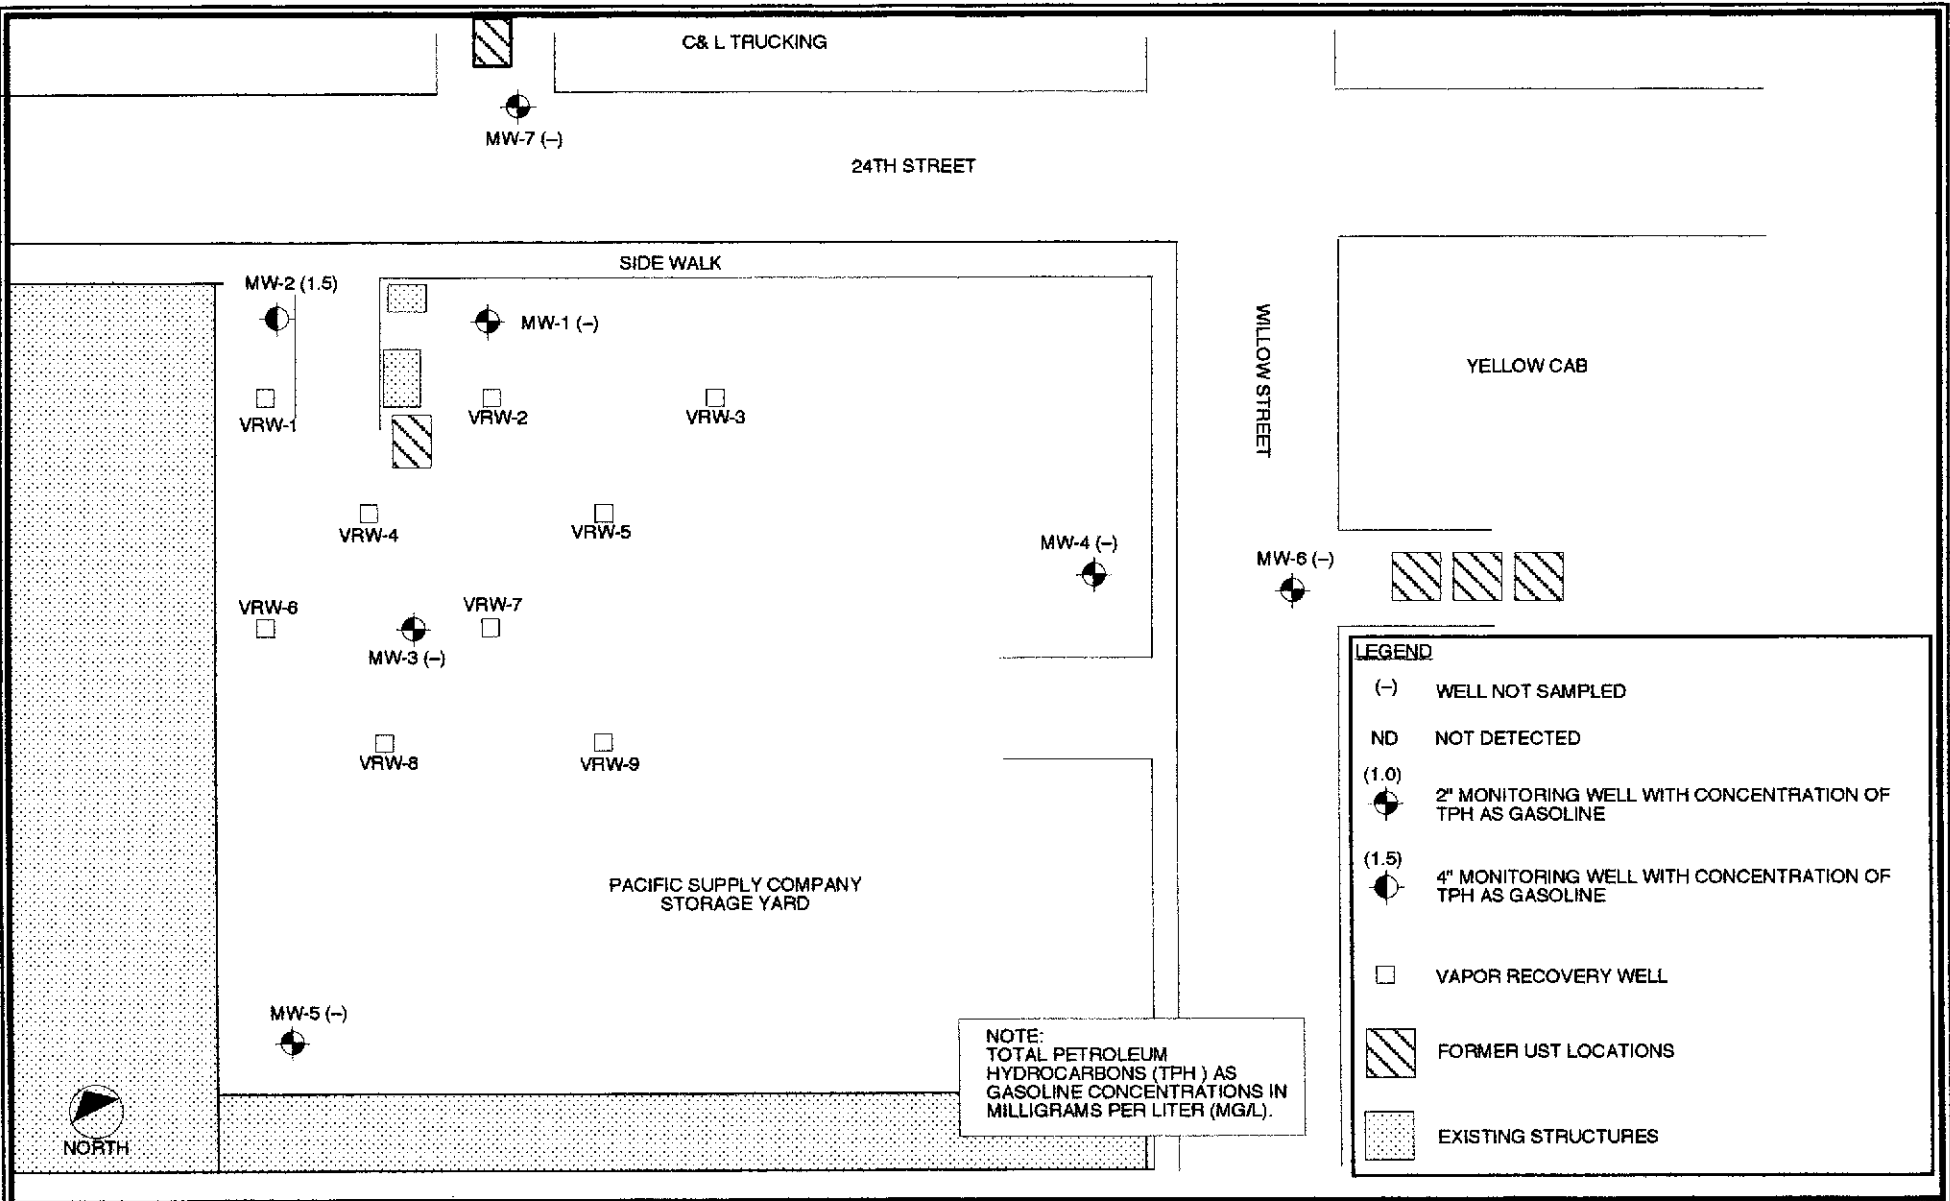 C& L TRUCKING
MW-7 (–)
24TH STREET
SIDE WALK
MW-2 (1.5)
MW-1 (–)
WILLOW STREET
YELLOW CAB
VRW-1
VRW-2
VRW-3
VRW-4
VRW-5
MW-4 (–)
MW-6 (–)
VRW-6
VRW-7
MW-3 (–)
VRW-8
VRW-9
PACIFIC SUPPLY COMPANY
STORAGE YARD
MW-5 (–)
NORTH
NOTE:
TOTAL PETROLEUM
HYDROCARBONS (TPH ) AS
GASOLINE CONCENTRATIONS IN
MILLIGRAMS PER LITER (MG/L).
LEGEND
(–) WELL NOT SAMPLED
ND NOT DETECTED
(1.0)
2" MONITORING WELL WITH CONCENTRATION OF
TPH AS GASOLINE
(1.5)
4" MONITORING WELL WITH CONCENTRATION OF
TPH AS GASOLINE
VAPOR RECOVERY WELL
FORMER UST LOCATIONS
EXISTING STRUCTURES